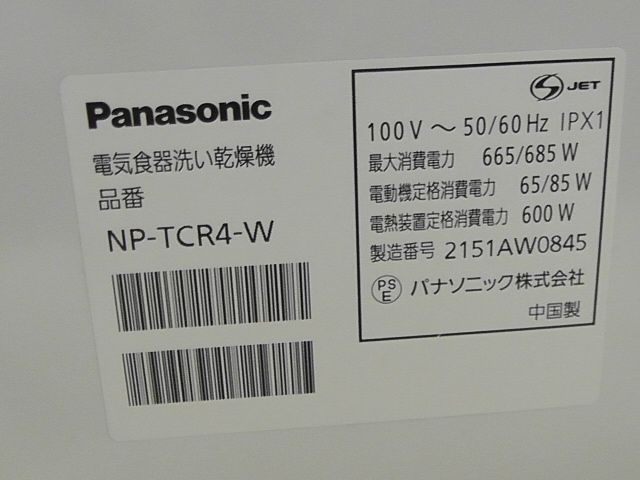 Panasonic
電気食器洗い乾燥機
品番
NP-TCR4-W
S JET
100V～50/60Hz IPX1
最大消費電力 665/685W
電動機定格消費電力 65/85W
電熱装置定格消費電力 600W
製造番号 2151AW0845
PSE パナソニック株式会社
中国製